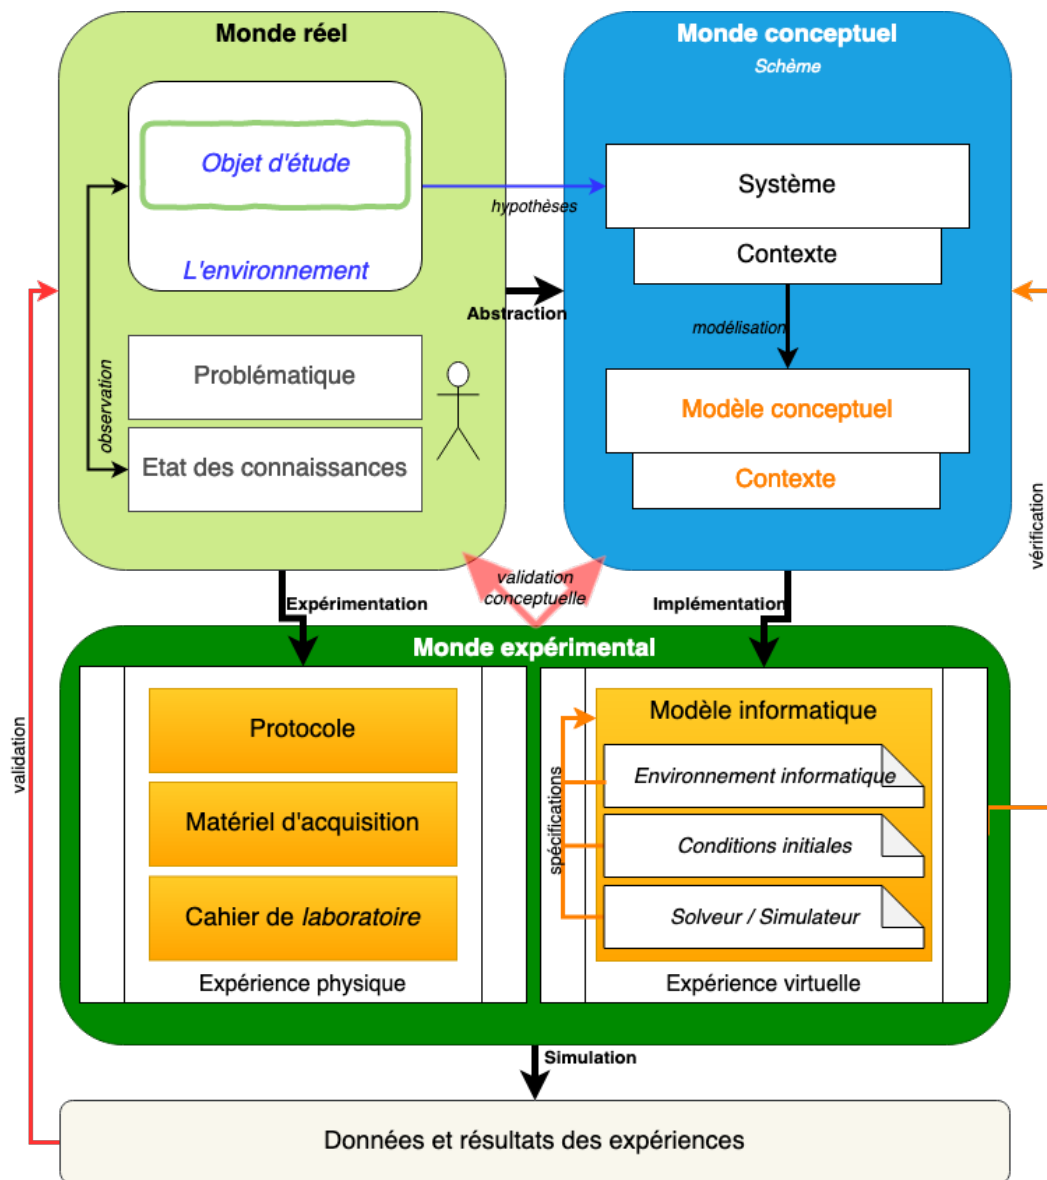 Monde réel
Objet d'étude
L'environnement
observation
Problématique
Etat des connaissances
hypothèses
Abstraction
Monde conceptuel
Schème
Système
Contexte
modélisation
Modèle conceptuel
Contexte
vérification
validation
conceptuelle
Expérimentation
Implémentation
Monde expérimental
Protocole
Matériel d'acquisition
Cahier de laboratoire
Expérience physique
Modèle informatique
spécifications
Environnement informatique
Conditions initiales
Solveur / Simulateur
Expérience virtuelle
validation
Simulation
Données et résultats des expériences